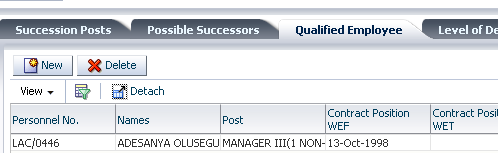 Succession Posts Possible Successors Qualified Employee Level of De
New Delete
View Detach
Personnel No. Names Post Contract Position WEF Contract Posi WET
LAC/0446 ADESANYA OLUSEGU MANAGER III(1 NON- 13-Oct-1998